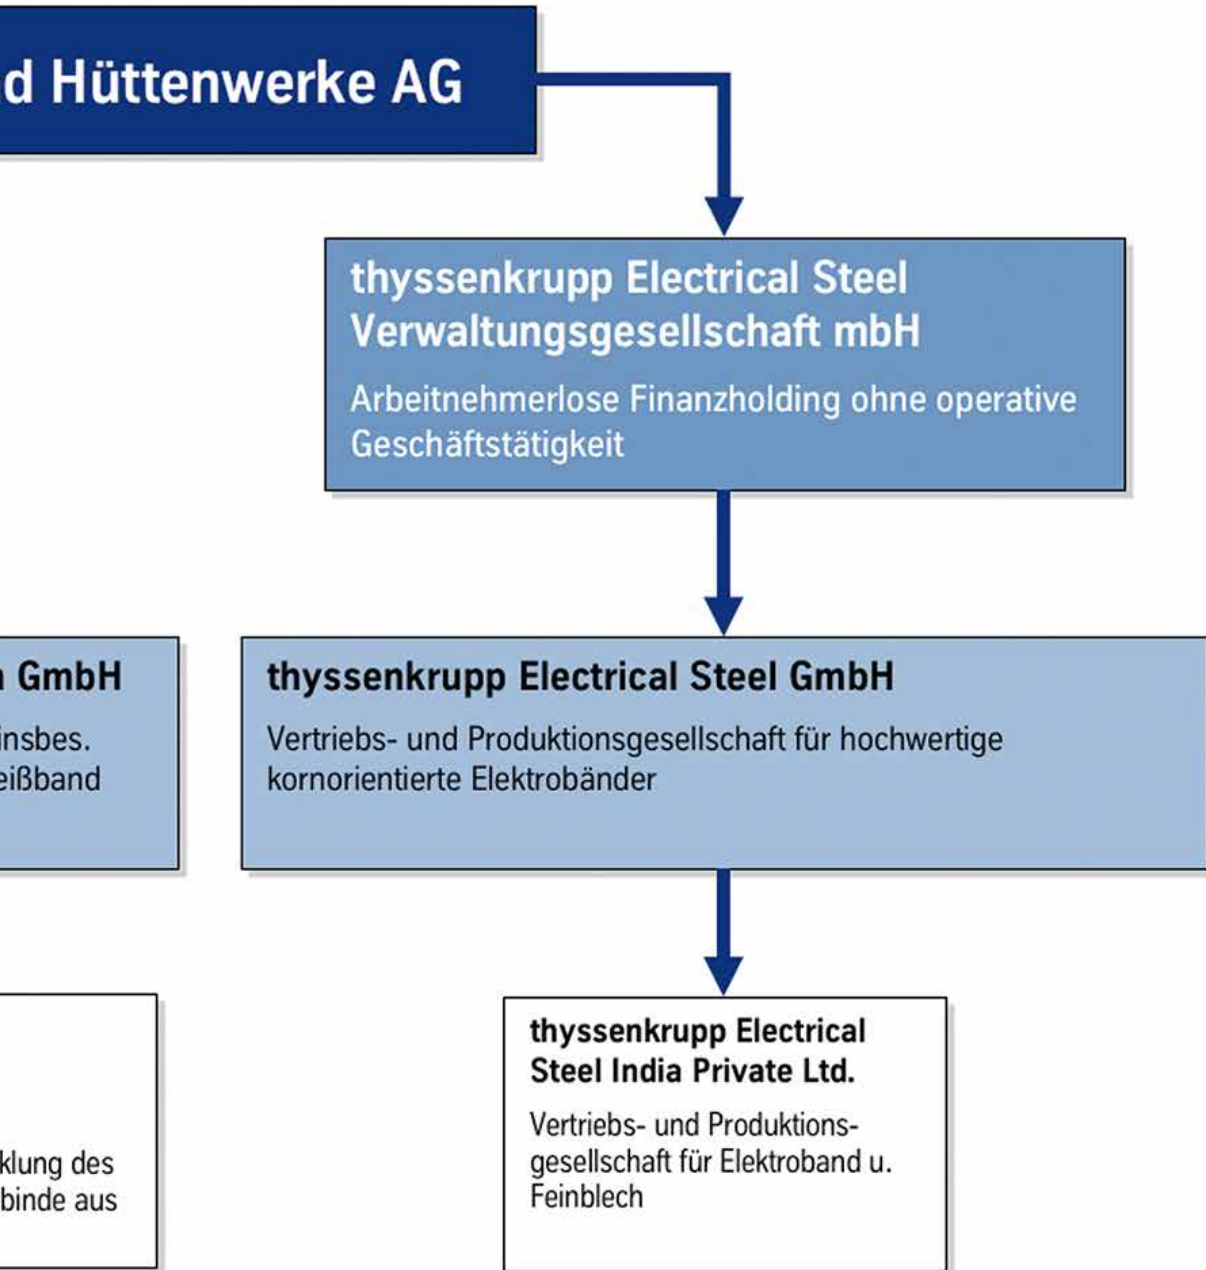 d Hüttenwerke AG
thyssenkrupp Electrical Steel
Verwaltungsgesellschaft mbH
Arbeitnehmerlose Finanzholding ohne operative
Geschäftstätigkeit
GmbH
insbes.
eißband
thyssenkrupp Electrical Steel GmbH
Vertriebs- und Produktionsgesellschaft für hochwertige
kornorientierte Elektrobänder
klung des
binde aus
thyssenkrupp Electrical
Steel India Private Ltd.
Vertriebs- und Produktions-
gesellschaft für Elektroband u.
Feinblech